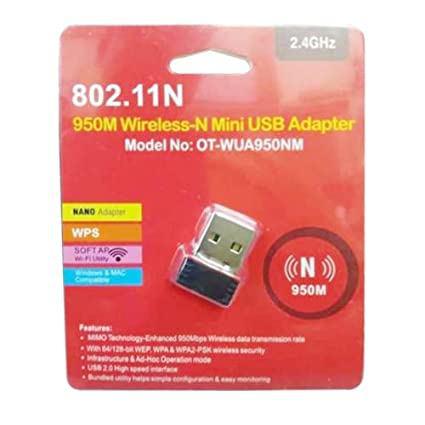 2.4GHz
802.11N
950M Wireless-N Mini USB Adapter
Model No: OT-WUA950NM
NANO Adapter
WPS
SOFT AP
Wi-Fi Utility
Windows & MAC
Compatible
N
950M
Features:
• MIMO Technology-Enhanced 950Mbps Wireless data transmission rate
• With 64/128-bit WEP, WPA & WPA2-PSK wireless security
• Infrastructure & Ad-Hoc Operation mode
• USB 2.0 High speed interface
• Bundled utility helps simple configuration & easy monitoring